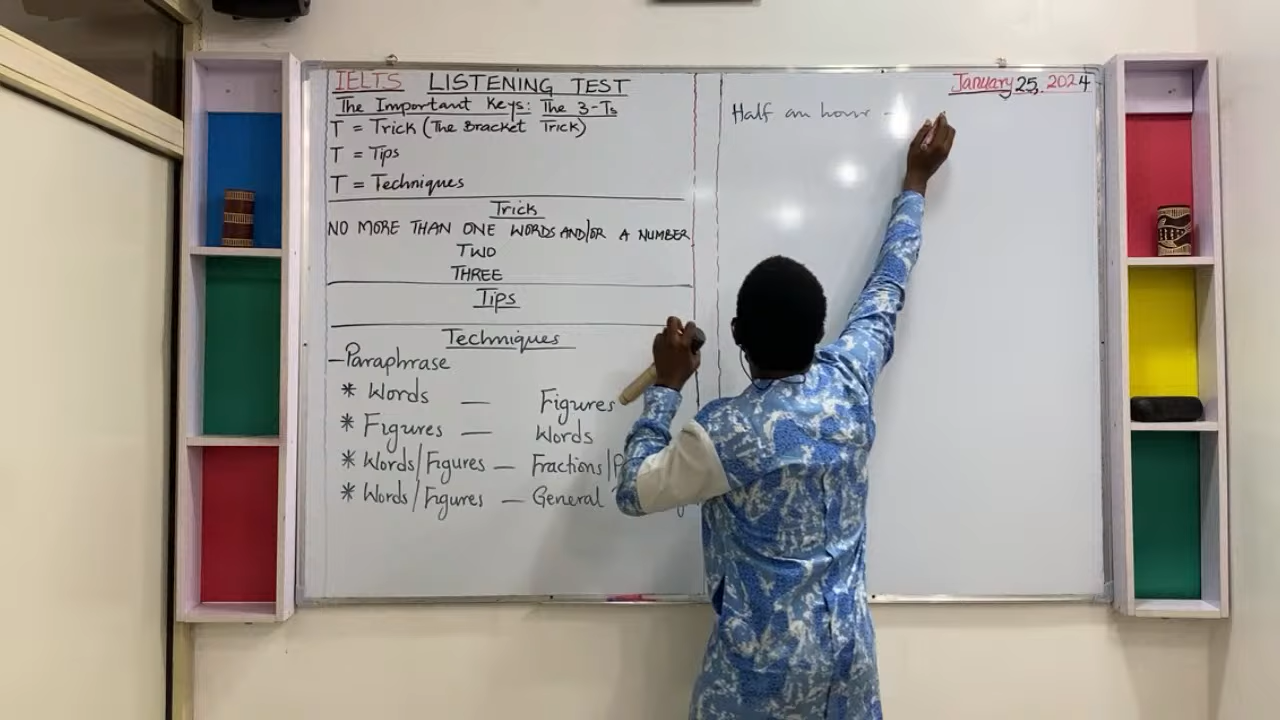 IELTS LISTENING TEST
The Important Keys: The 3-Ts
T = Trick (The Bracket Trick)
T = Tips
T = Techniques
Trick
NO MORE THAN ONE WORDS AND/OR A NUMBER
TWO
THREE
Tips
Techniques
- Paraphrase
* Words — Figures
* Figures — Words
* Words/Figures — Fractions/
* Words/Figures — General
January 25, 2024
Half an hour -